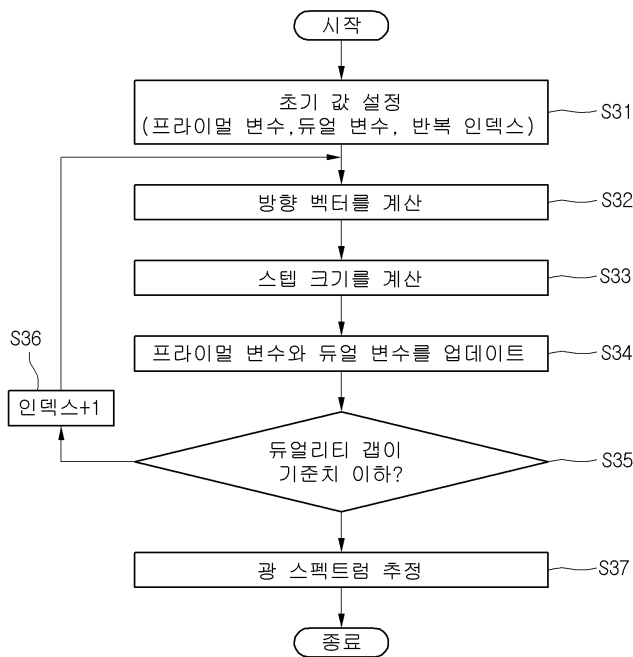 시작
초기 값 설정
(프라이멀 변수,듀얼 변수, 반복 인덱스)
S31
방향 벡터를 계산
S32
스텝 크기를 계산
S33
프라이멀 변수와 듀얼 변수를 업데이트
S34
S36
인덱스+1
듀얼리티 갭이
기준치 이하?
S35
광 스펙트럼 추정
S37
종료